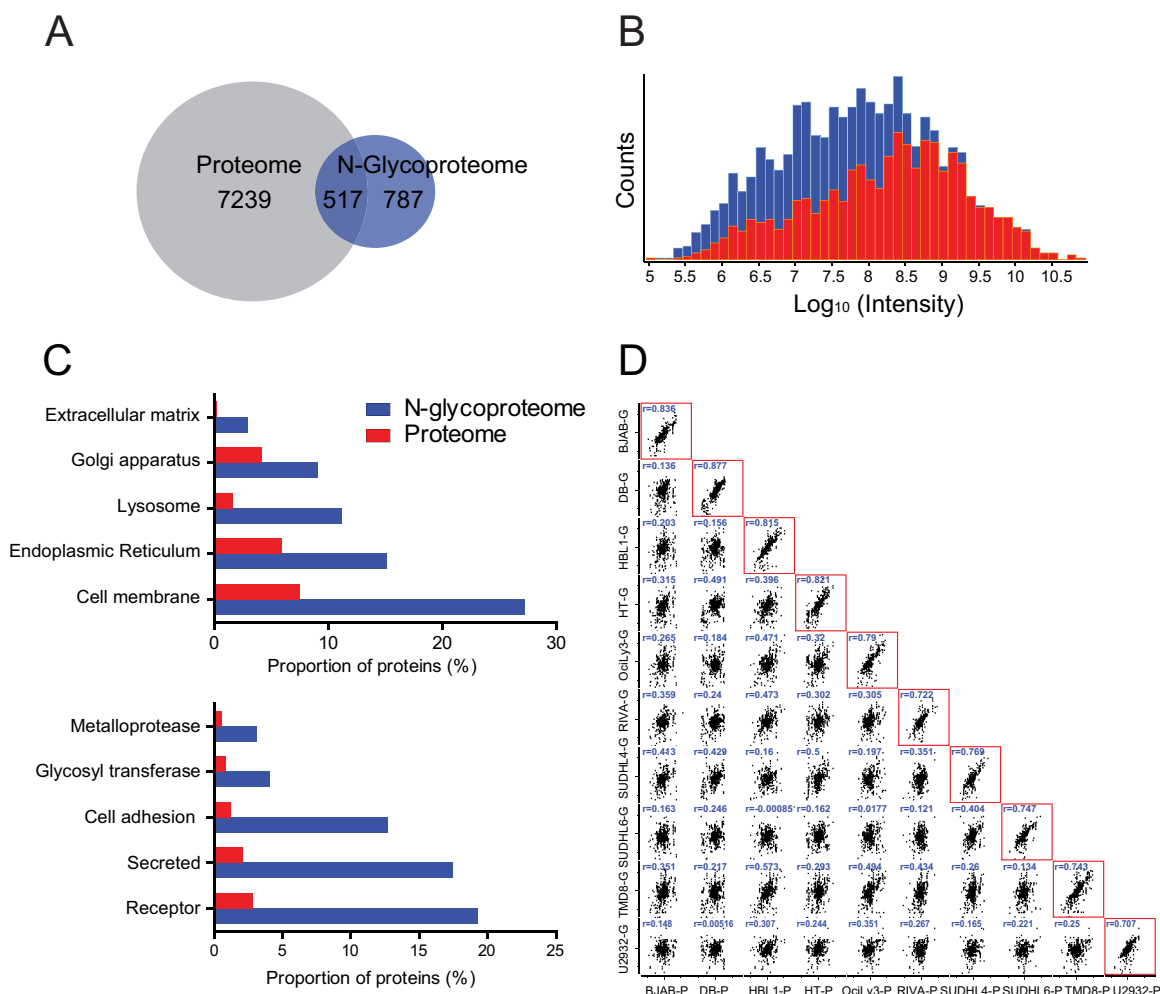 A
Proteome
7239
517
N-Glycoproteome
787
B
Counts
5 5.5 6 6.5 7 7.5 8 8.5 9 9.5 10 10.5
Log10 (Intensity)
C
N-glycoproteome
Proteome
Extracellular matrix
Golgi apparatus
Lysosome
Endoplasmic Reticulum
Cell membrane
0 10 20 30
Proportion of proteins (%)
Metalloprotease
Glycosyl transferase
Cell adhesion
Secreted
Receptor
0 5 10 15 20 25
Proportion of proteins (%)
D
BJAB-G r=0.836
DB-G r=0.136 r=0.877
HBL1-G r=0.203 r=0.156 r=0.815
HT-G r=0.315 r=0.491 r=0.396 r=0.821
OciLy3-G r=0.265 r=0.184 r=0.471 r=0.32 r=0.79
RIVA-G r=0.359 r=0.24 r=0.473 r=0.302 r=0.305 r=0.722
SUDHL4-G r=0.413 r=0.429 r=0.16 r=0.5 r=0.197 r=0.351 r=0.769
SUDHL6-G r=0.163 r=0.246 r=-0.00085 r=0.162 r=0.0177 r=0.121 r=0.404 r=0.747
TMD8-G r=0.351 r=0.217 r=0.573 r=0.293 r=0.494 r=0.434 r=0.26 r=0.134 r=0.743
U2932-G r=0.148 r=0.00516 r=0.307 r=0.244 r=0.351 r=0.267 r=0.165 r=0.221 r=0.25 r=0.707
BJAB-P DB-P HBL1-P HT-P OciLy3-P RIVA-P SUDHL4-P SUDHL6-P TMD8-P U2932-P